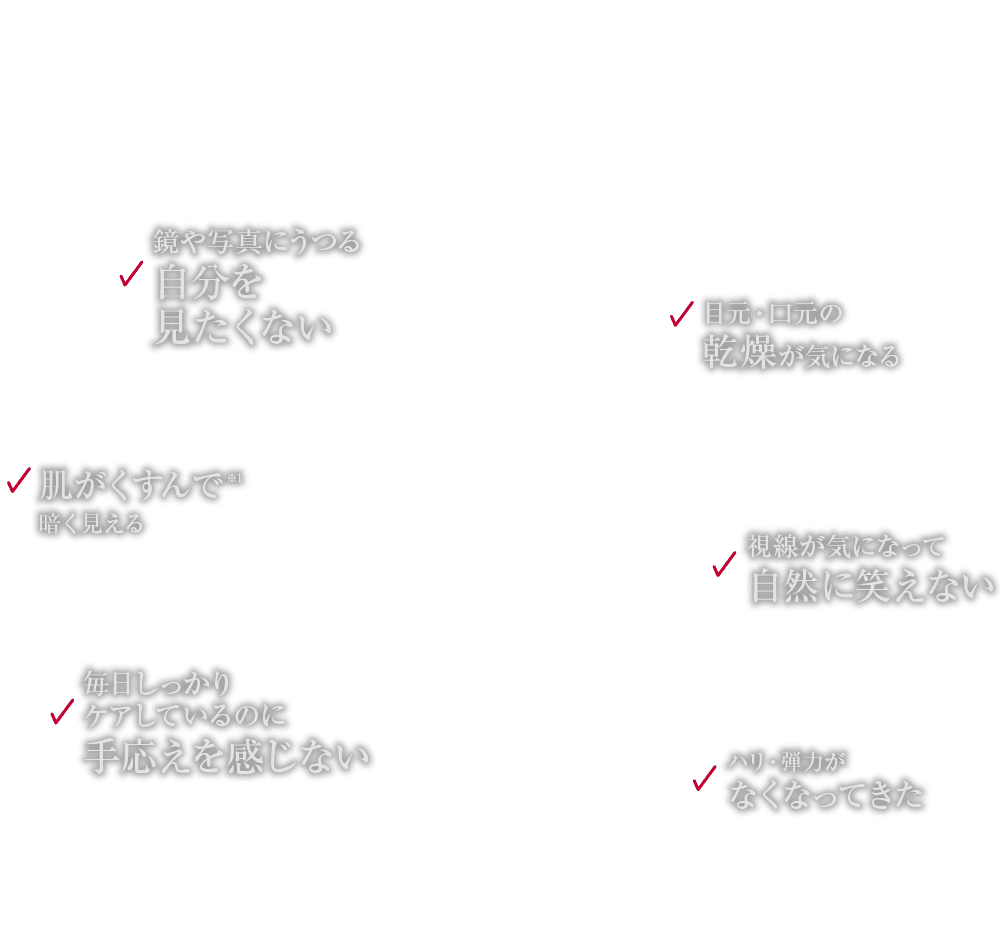 鏡や写真にうつる
自分を
見たくない
目元・口元の
乾燥が気になる
肌がくすんで※1
暗く見える
視線が気になって
自然に笑えない
毎日しっかり
ケアしているのに
手応えを感じない
ハリ・弾力が
なくなってきた